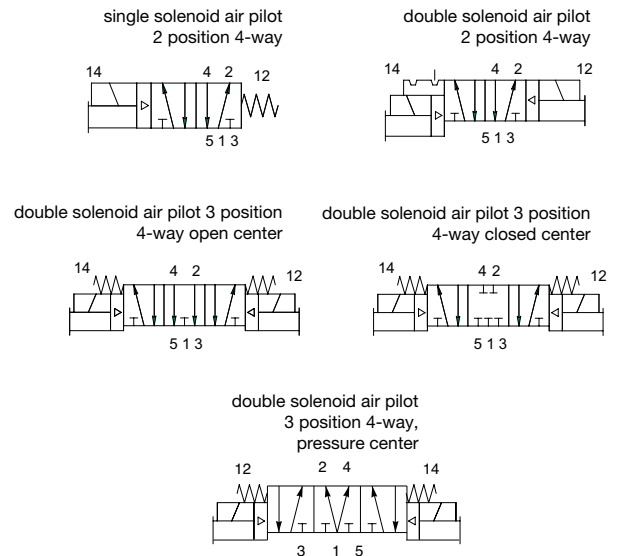 single solenoid air pilot
2 position 4-way
14 4 2 12
5 1 3
double solenoid air pilot
2 position 4-way
14 4 2 12
5 1 3
double solenoid air pilot 3 position
4-way open center
14 4 2 12
5 1 3
double solenoid air pilot 3 position
4-way closed center
14 4 2 12
5 1 3
double solenoid air pilot
3 position 4-way,
pressure center
12 2 4 14
3 1 5